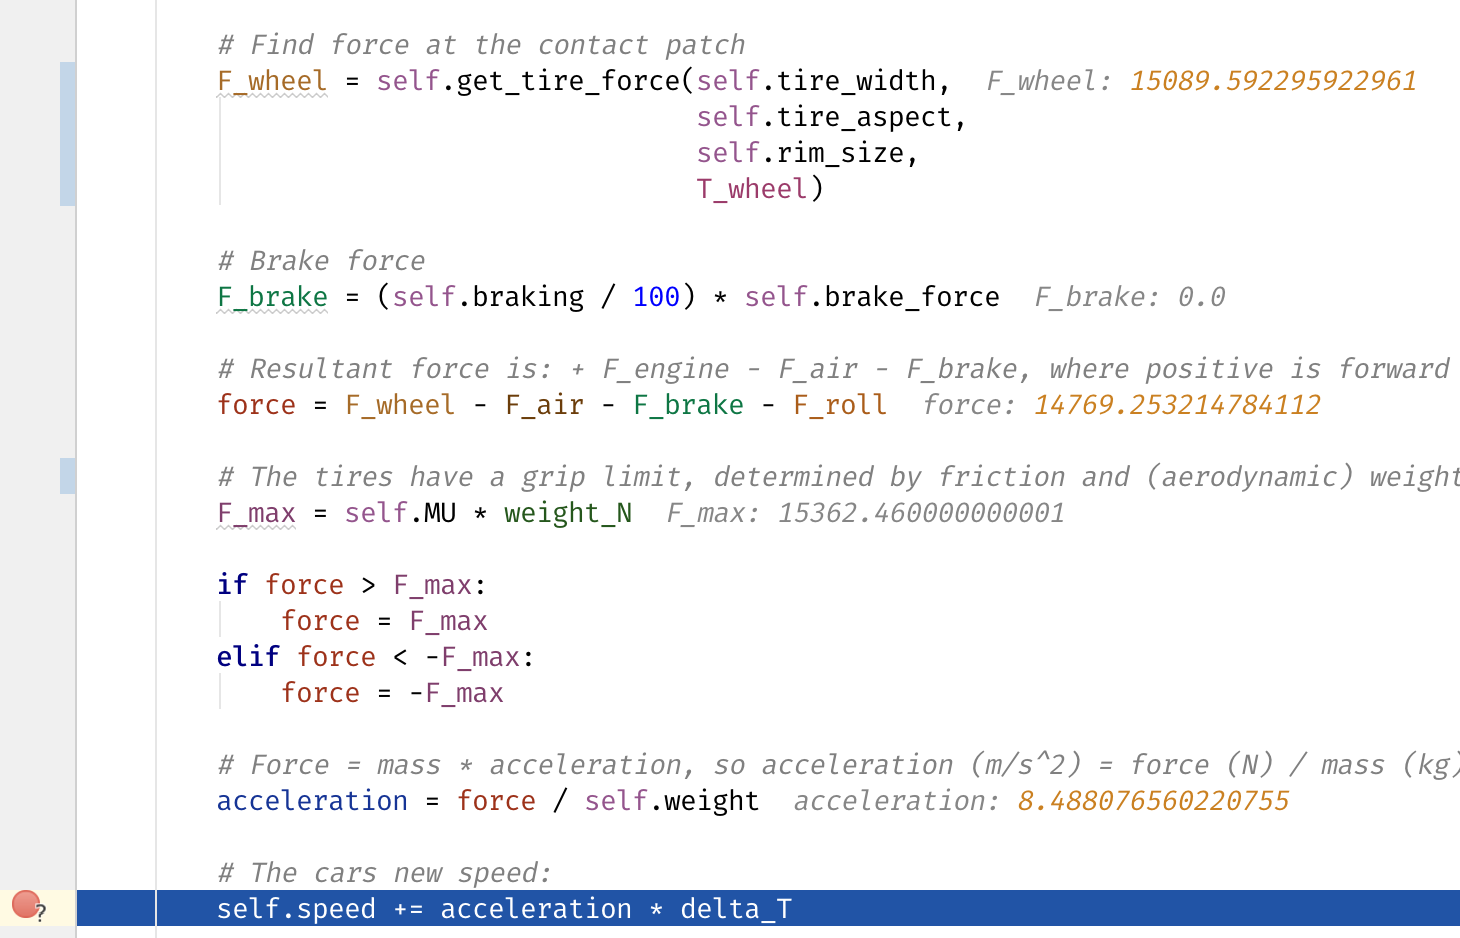 # Find force at the contact patch
F_wheel = self.get_tire_force(self.tire_width,  F_wheel: 15089.592295922961
self.tire_aspect,
self.rim_size,
T_wheel)
# Brake force
F_brake = (self.braking / 100) * self.brake_force  F_brake: 0.0
# Resultant force is: + F_engine - F_air - F_brake, where positive is forward
force = F_wheel - F_air - F_brake - F_roll  force: 14769.253214784112
# The tires have a grip limit, determined by friction and (aerodynamic) weight
F_max = self.MU * weight_N  F_max: 15362.460000000001
if force > F_max:
force = F_max
elif force < -F_max:
force = -F_max
# Force = mass * acceleration, so acceleration (m/s^2) = force (N) / mass (kg)
acceleration = force / self.weight  acceleration: 8.488076560220755
# The cars new speed:
?
self.speed += acceleration * delta_T